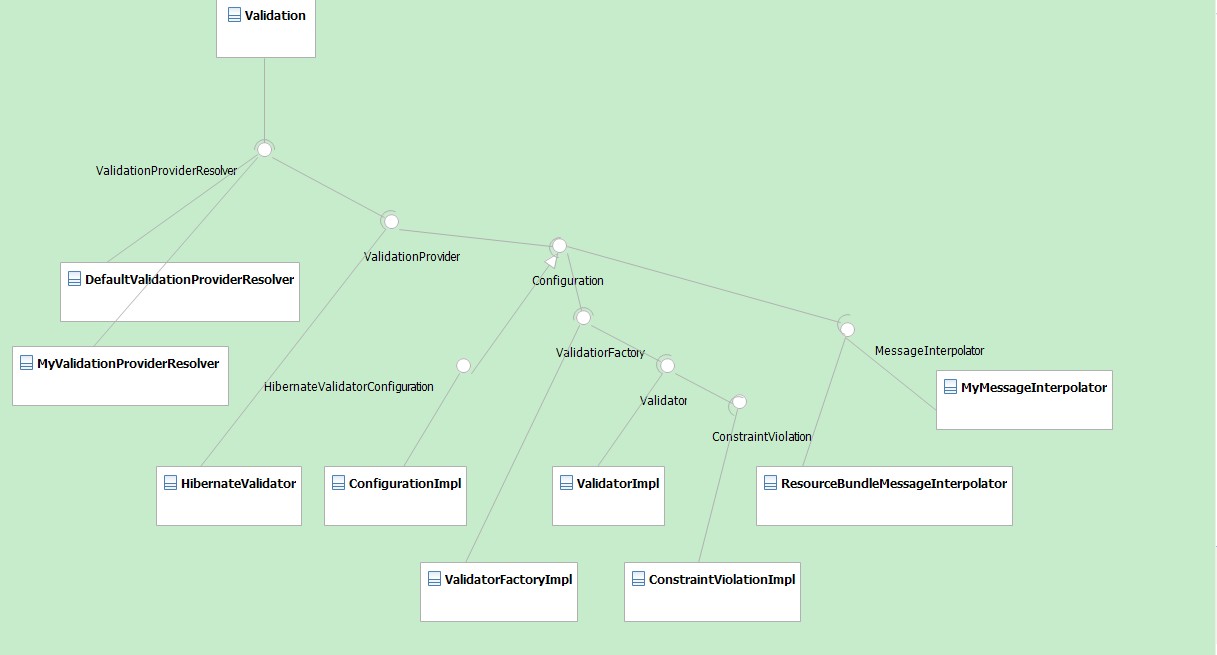 Validation
ValidationProviderResolver
ValidationProvider
DefaultValidationProviderResolver
Configuration
MyValidationProviderResolver
ValidatiorFactory
MessageInterpolator
HibernateValidatorConfiguration
Validator
MyMessageInterpolator
ConstraintViolation
HibernateValidator
ConfigurationImpl
ValidatorImpl
ResourceBundleMessageInterpolator
ValidatorFactoryImpl
ConstraintViolationImpl